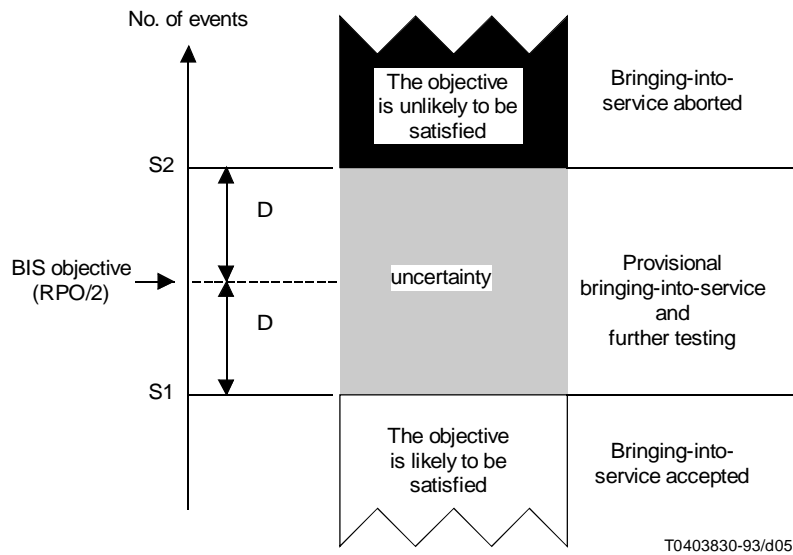 No. of events
The objective
is unlikely to be
satisfied
Bringing-into-
service aborted
S2
D
BIS objective
(RPO/2)
uncertainty
Provisional
bringing-into-service
and
further testing
D
S1
The objective
is likely to be
satisfied
Bringing-into-
service accepted
T0403830-93/d05